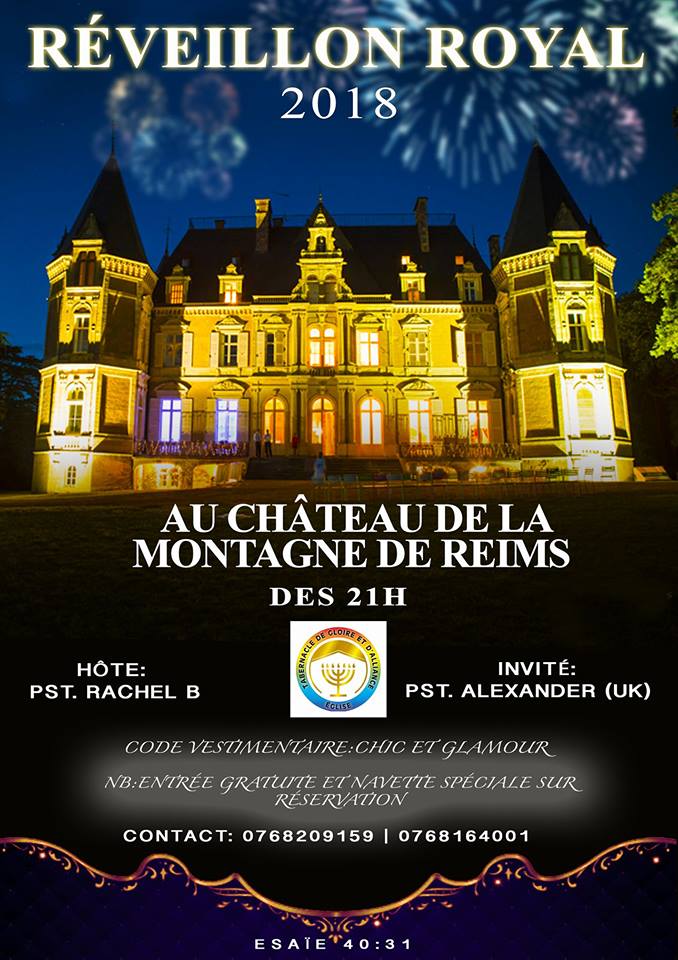 RÉVEILLON ROYAL
2018
AU CHÂTEAU DE LA
MONTAGNE DE REIMS
DES 21H
HÔTE:
PST. RACHEL B
TABERNACLE DE GLOIRE ET D'ALLIANCE
ÉGLISE
INVITÉ:
PST. ALEXANDER (UK)
CODE VESTIMENTAIRE:CHIC ET GLAMOUR
NB:ENTRÉE GRATUITE ET NAVETTE SPÉCIALE SUR
RÉSERVATION
CONTACT: 0768209159 | 0768164001
ESAÏE 40:31